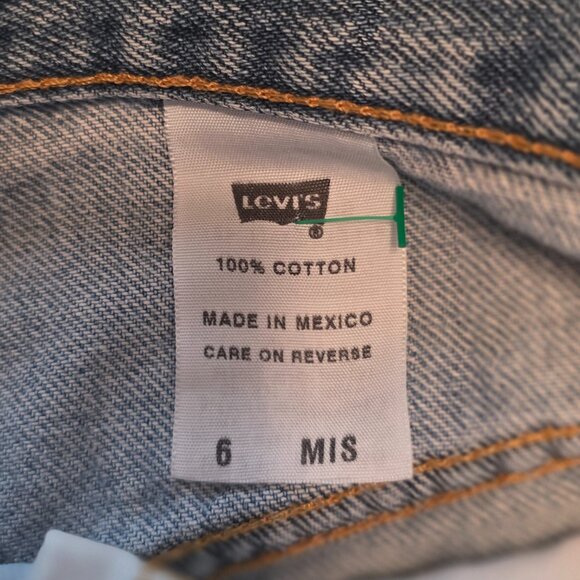 LEVI'S
®
100% COTTON
MADE IN MEXICO
CARE ON REVERSE
6 MIS